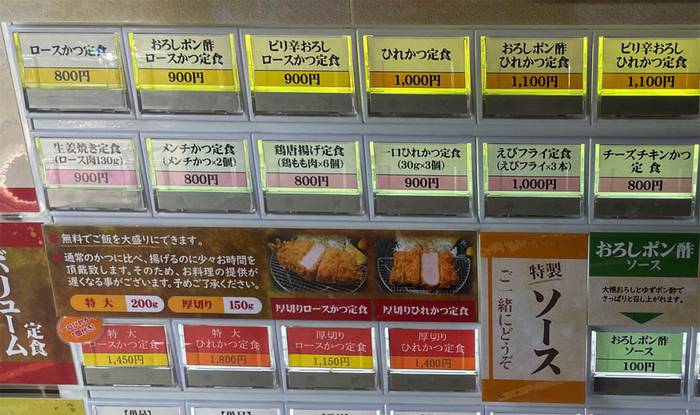 ロースかつ定食
800円
おろしポン酢
ロースかつ定食
900円
ピリ辛おろし
ロースかつ定食
900円
ひれかつ定食
1,000円
おろしポン酢
ひれかつ定食
1,100円
ピリ辛おろし
ひれかつ定食
1,100円
生姜焼き定食
(ロース肉130g)
900円
メンチかつ定食
(メンチかつ×2個)
800円
鶏唐揚げ定食
(鶏もも肉×6個)
800円
一口ひれかつ定食
(30g×3個)
900円
えびフライ定食
(えびフライ×3本)
1,000円
チーズチキンかつ
定食
800円
ボリューム定食
●無料でご飯を大盛りにできます。
●通常のかつに比べ、揚げるのに少々お時間を
頂戴致します。そのため、お料理の提供が
遅くなる事がございます。予めご了承ください。
特大 200g 厚切り 150g
厚切りロースかつ定食
厚切りひれかつ定食
特製
ソース
ご一緒にどうぞ
おろしポン酢
ソース
大根おろしとゆずポン酢で
さっぱりと召し上がれます。
特大
ロースかつ定食
1,450円
特大
ひれかつ定食
1,800円
厚切り
ロースかつ定食
1,150円
厚切り
ひれかつ定食
1,400円
おろしポン酢
ソース
100円